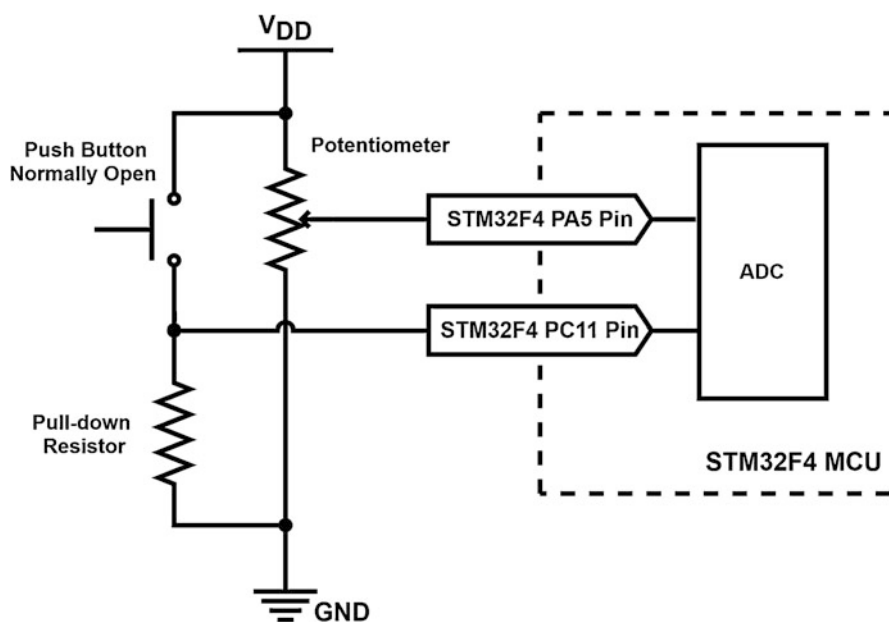 VDD
Push Button
Normally Open
Potentiometer
STM32F4 PA5 Pin
ADC
STM32F4 PC11 Pin
Pull-down
Resistor
STM32F4 MCU
GND